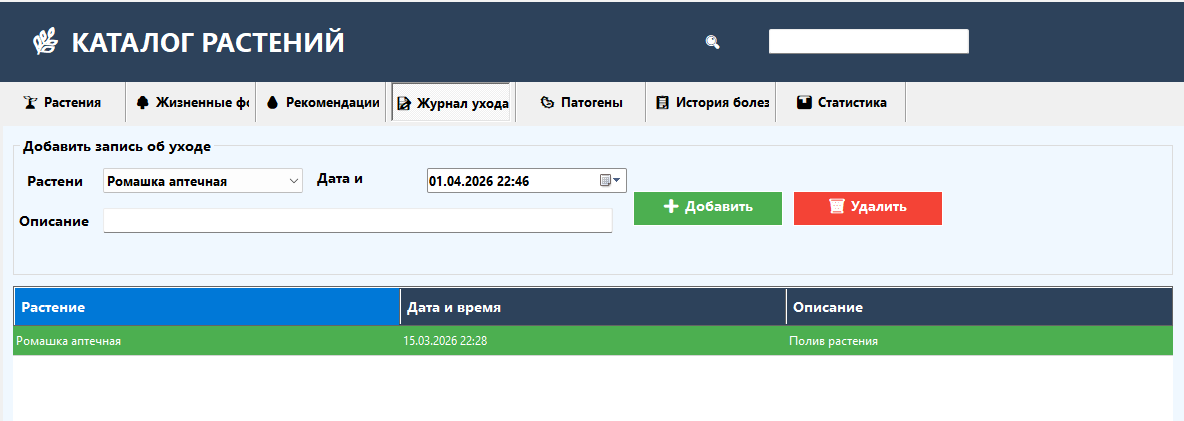 КАТАЛОГ РАСТЕНИЙ
Растения Жизненные фо Рекомендации Журнал ухода Патогены История болез Статистика
Добавить запись об уходе
Растени Ромашка аптечная Дата и 01.04.2026 22:46
Добавить Удалить
Описание
Растение Дата и время Описание
Ромашка аптечная 15.03.2026 22:28 Полив растения